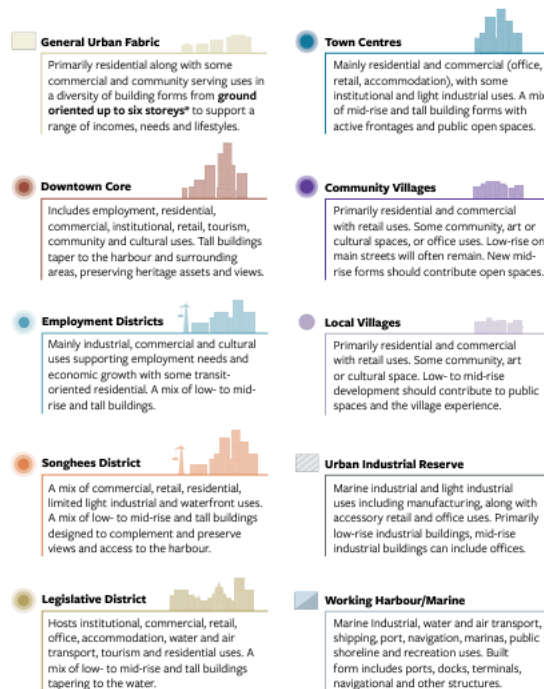 General Urban Fabric
Primarily residential along with some
commercial and community serving uses in
a diversity of building forms from ground
oriented up to six storeys* to support a
range of incomes, needs and lifestyles.
Downtown Core
Includes employment, residential,
commercial, institutional, retail, tourism,
community and cultural uses. Tall buildings
taper to the harbour and surrounding
areas, preserving heritage assets and views.
Employment Districts
Mainly industrial, commercial and cultural
uses supporting employment needs and
economic growth with some transit-
oriented residential. A mix of low- to mid-
rise and tall buildings.
Songhees District
A mix of commercial, retail, residential,
limited light industrial and waterfront uses.
A mix of low- to mid-rise and tall buildings
designed to complement and preserve
views and access to the harbour.
Legislative District
Hosts institutional, commercial, retail,
office, accommodation, water and air
transport, tourism and residential uses. A
mix of low- to mid-rise and tall buildings
tapering to the water.
Town Centres
Mainly residential and commercial (office,
retail, accommodation), with some
institutional and light industrial uses. A mix
of mid-rise and tall building forms with
active frontages and public open spaces.
Community Villages
Primarily residential and commercial
with retail uses. Some community, art or
cultural spaces, or office uses. Low-rise on
main streets will often remain. New mid-
rise forms should contribute open spaces.
Local Villages
Primarily residential and commercial
with retail uses. Some community, art
or cultural space. Low- to mid-rise
development should contribute to public
spaces and the village experience.
Urban Industrial Reserve
Marine industrial and light industrial
uses including manufacturing, along with
accessory retail and office uses. Primarily
low-rise industrial buildings, mid-rise
industrial buildings can include offices.
Working Harbour/Marine
Marine Industrial, water and air transport,
shipping, port, navigation, marinas, public
shoreline and recreation uses. Built
form includes ports, docks, terminals,
navigational and other structures.